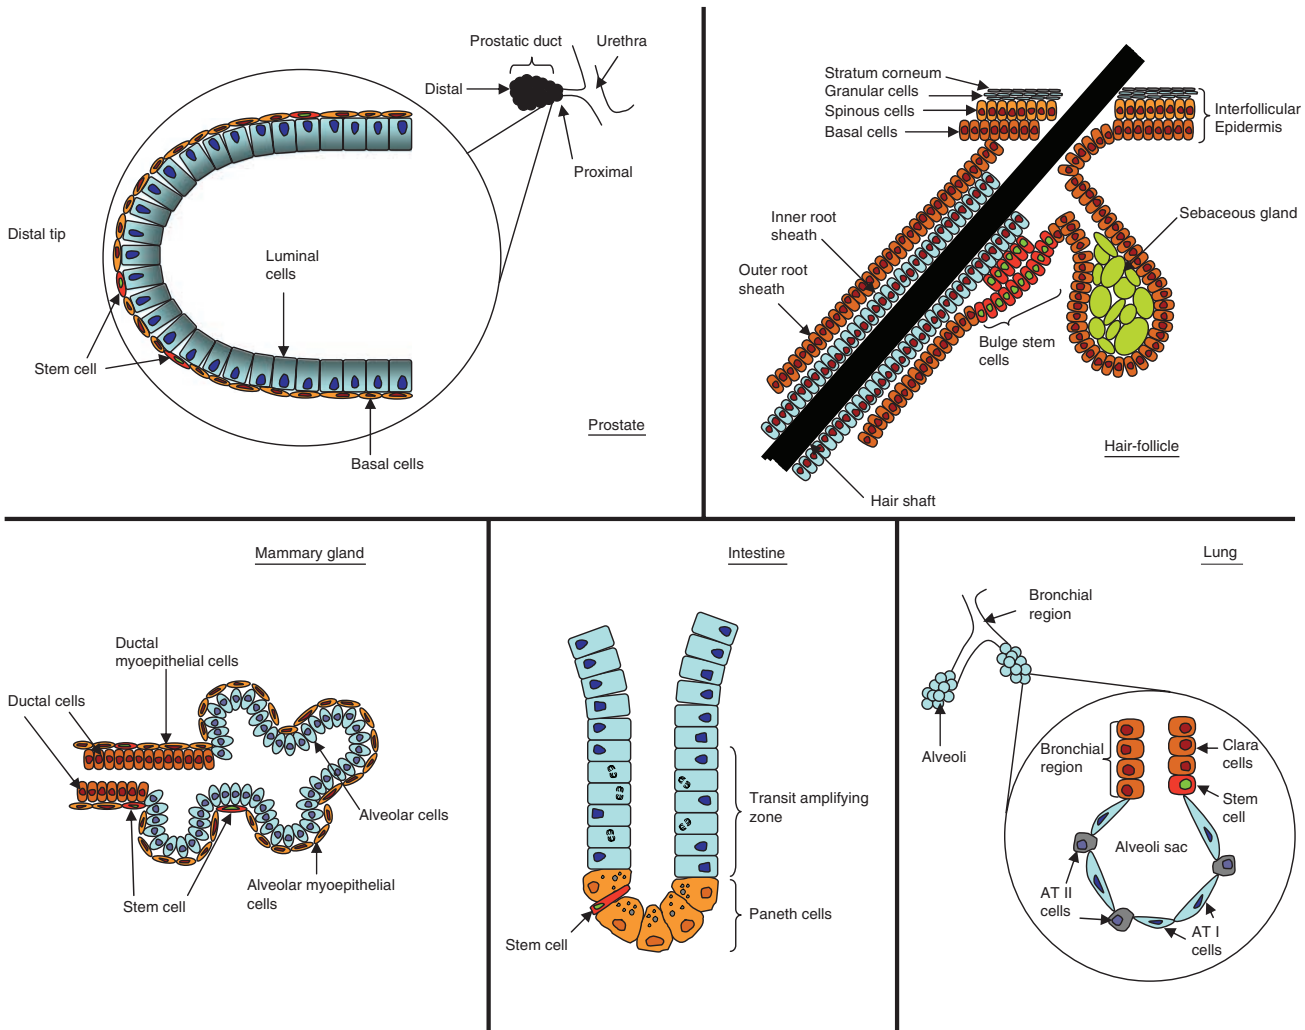 Prostatic duct
Urethra
Distal
Proximal
Distal tip
Luminal
cells
Stem cell
Basal cells
Prostate
Stratum corneum
Granular cells
Spinous cells
Basal cells
Interfollicular
Epidermis
Inner root
sheath
Outer root
sheath
Sebaceous gland
Bulge stem
cells
Hair shaft
Hair-follicle
Mammary gland
Ductal
myoepithelial cells
Ductal cells
Alveolar cells
Alveolar myoepithelial
cells
Stem cell
Intestine
Transit amplifying
zone
Paneth cells
Stem cell
Lung
Bronchial
region
Alveoli
Bronchial
region
Clara
cells
Stem
cell
Alveoli sac
AT II
cells
AT I
cells